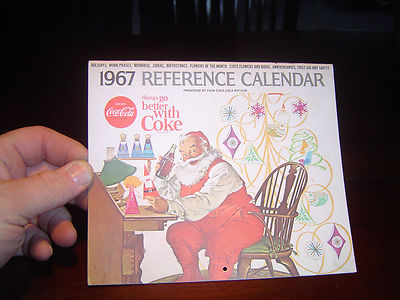 HOLIDAYS, MOON PHASES, MOONRISE, ZODIAC, BIRTHSTONES, FLOWERS OF THE MONTH, STATE FLOWERS AND BIRDS, ANNIVERSARIES, FIRST AID AND SAFETY
1967 REFERENCE CALENDAR
PRESENTED BY YOUR COCA-COLA BOTTLER
DRINK
Coca-Cola
things go
better
with
Coke